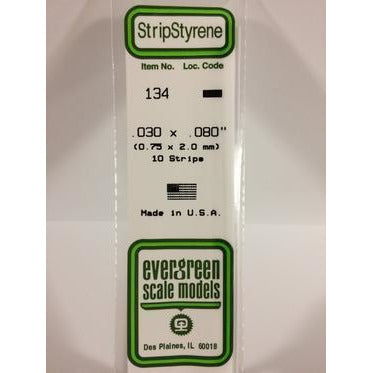 StripStyrene
Item No. Loc. Code
134
.030 x .080"
(0.75 x 2.0 mm)
10 Strips
Made in U.S.A.
evergreen
scale models
Des Plaines, IL 60018